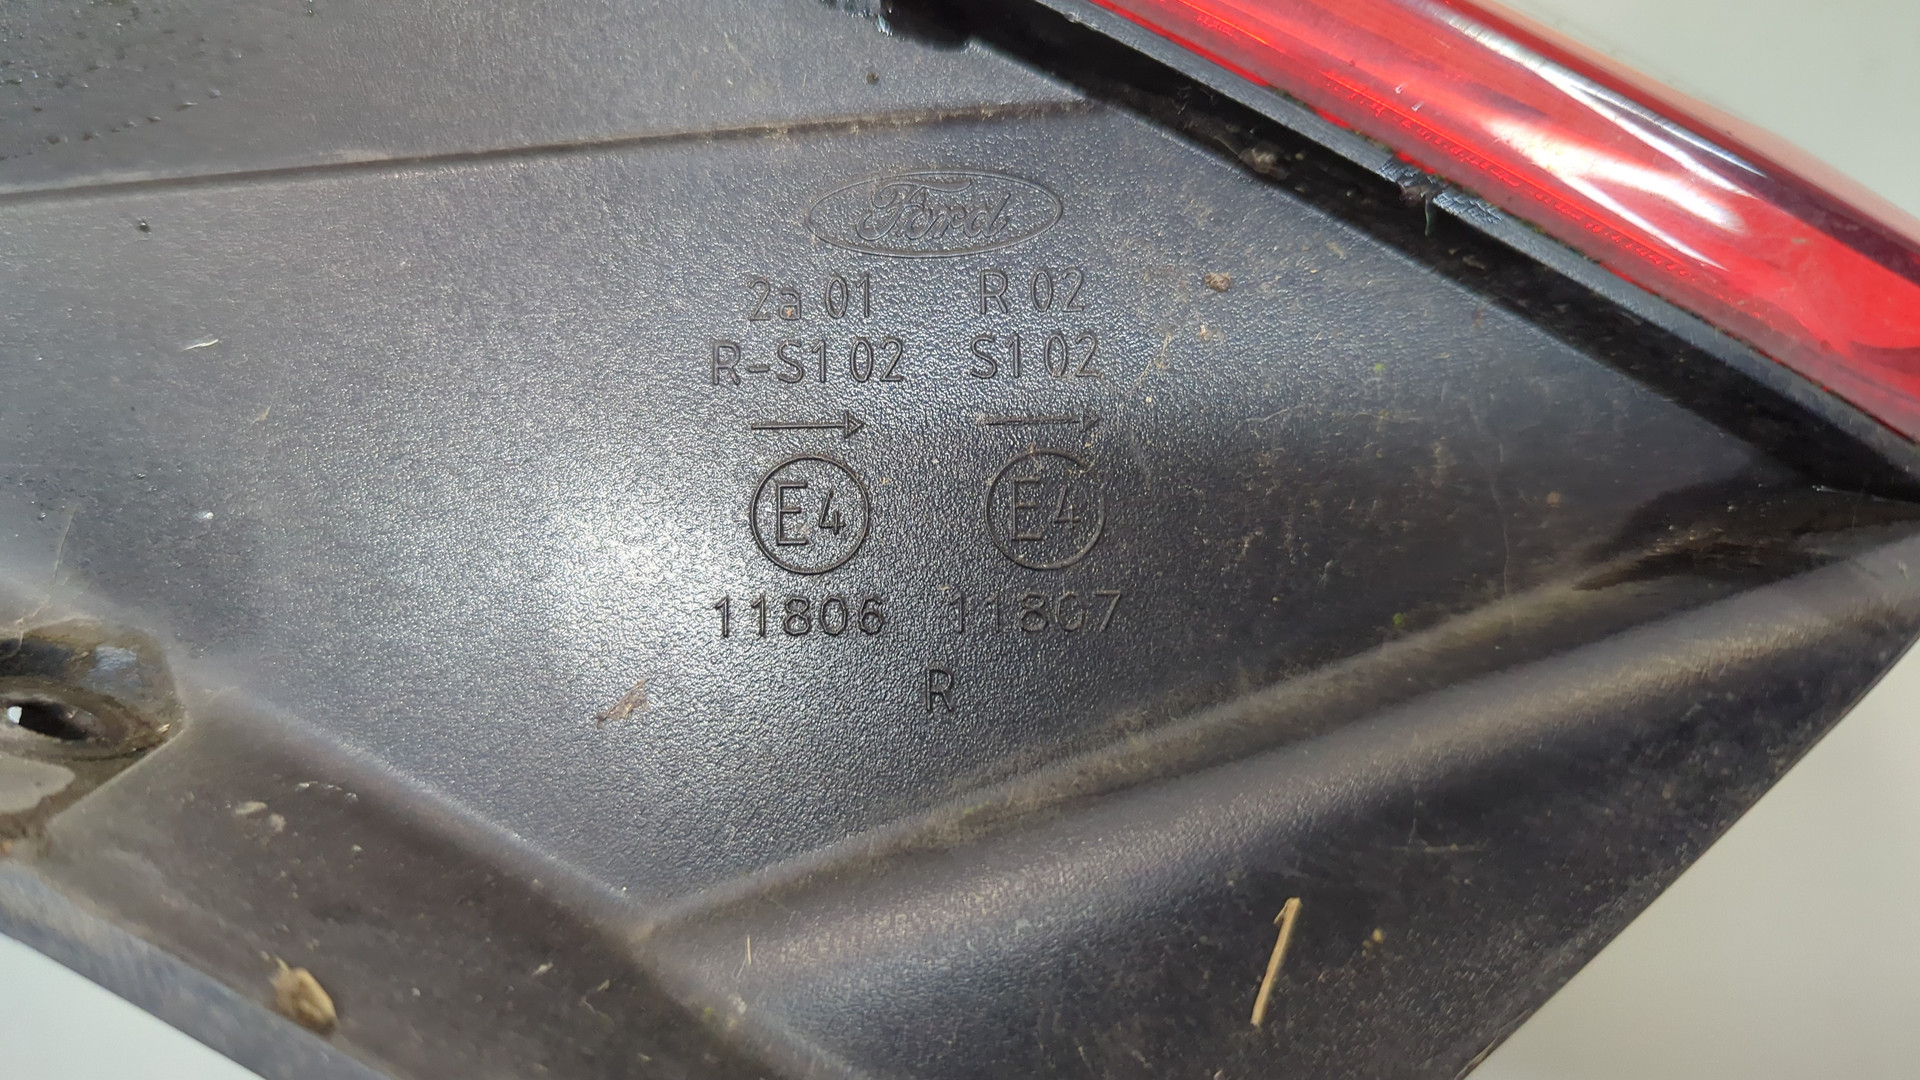 Ford
2a 01 R 02
R-S1 02 S1 02
E4 E4
11806 11807
R